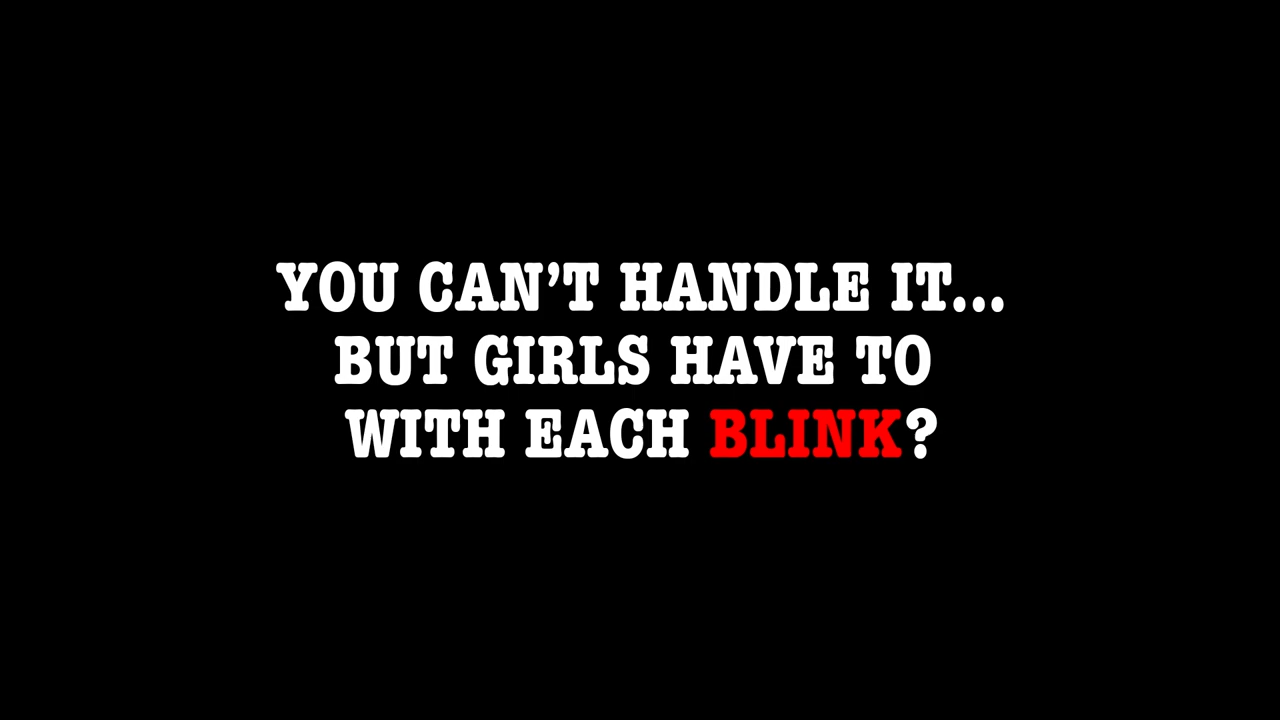 YOU CAN’T HANDLE IT...
BUT GIRLS HAVE TO
WITH EACH BLINK?